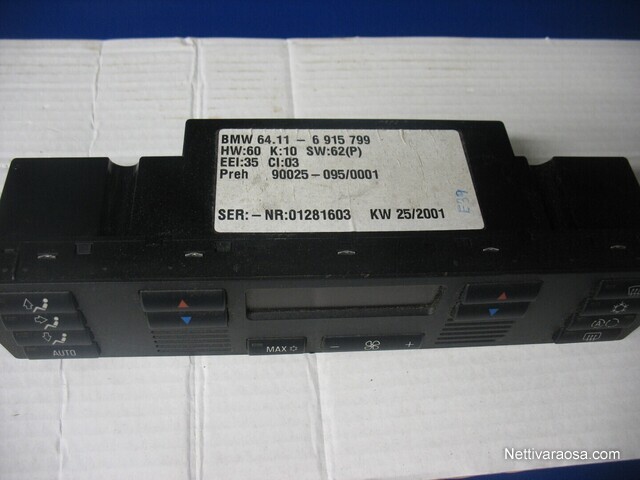 BMW 64.11 - 6 915 799
HW:60 K:10 SW:62(P)
EEI:35 CI:03
Preh 90025-095/0001
SER:-NR:01281603 KW 25/2001
E39
AUTO
MAX
- +
Nettivaraosa.com